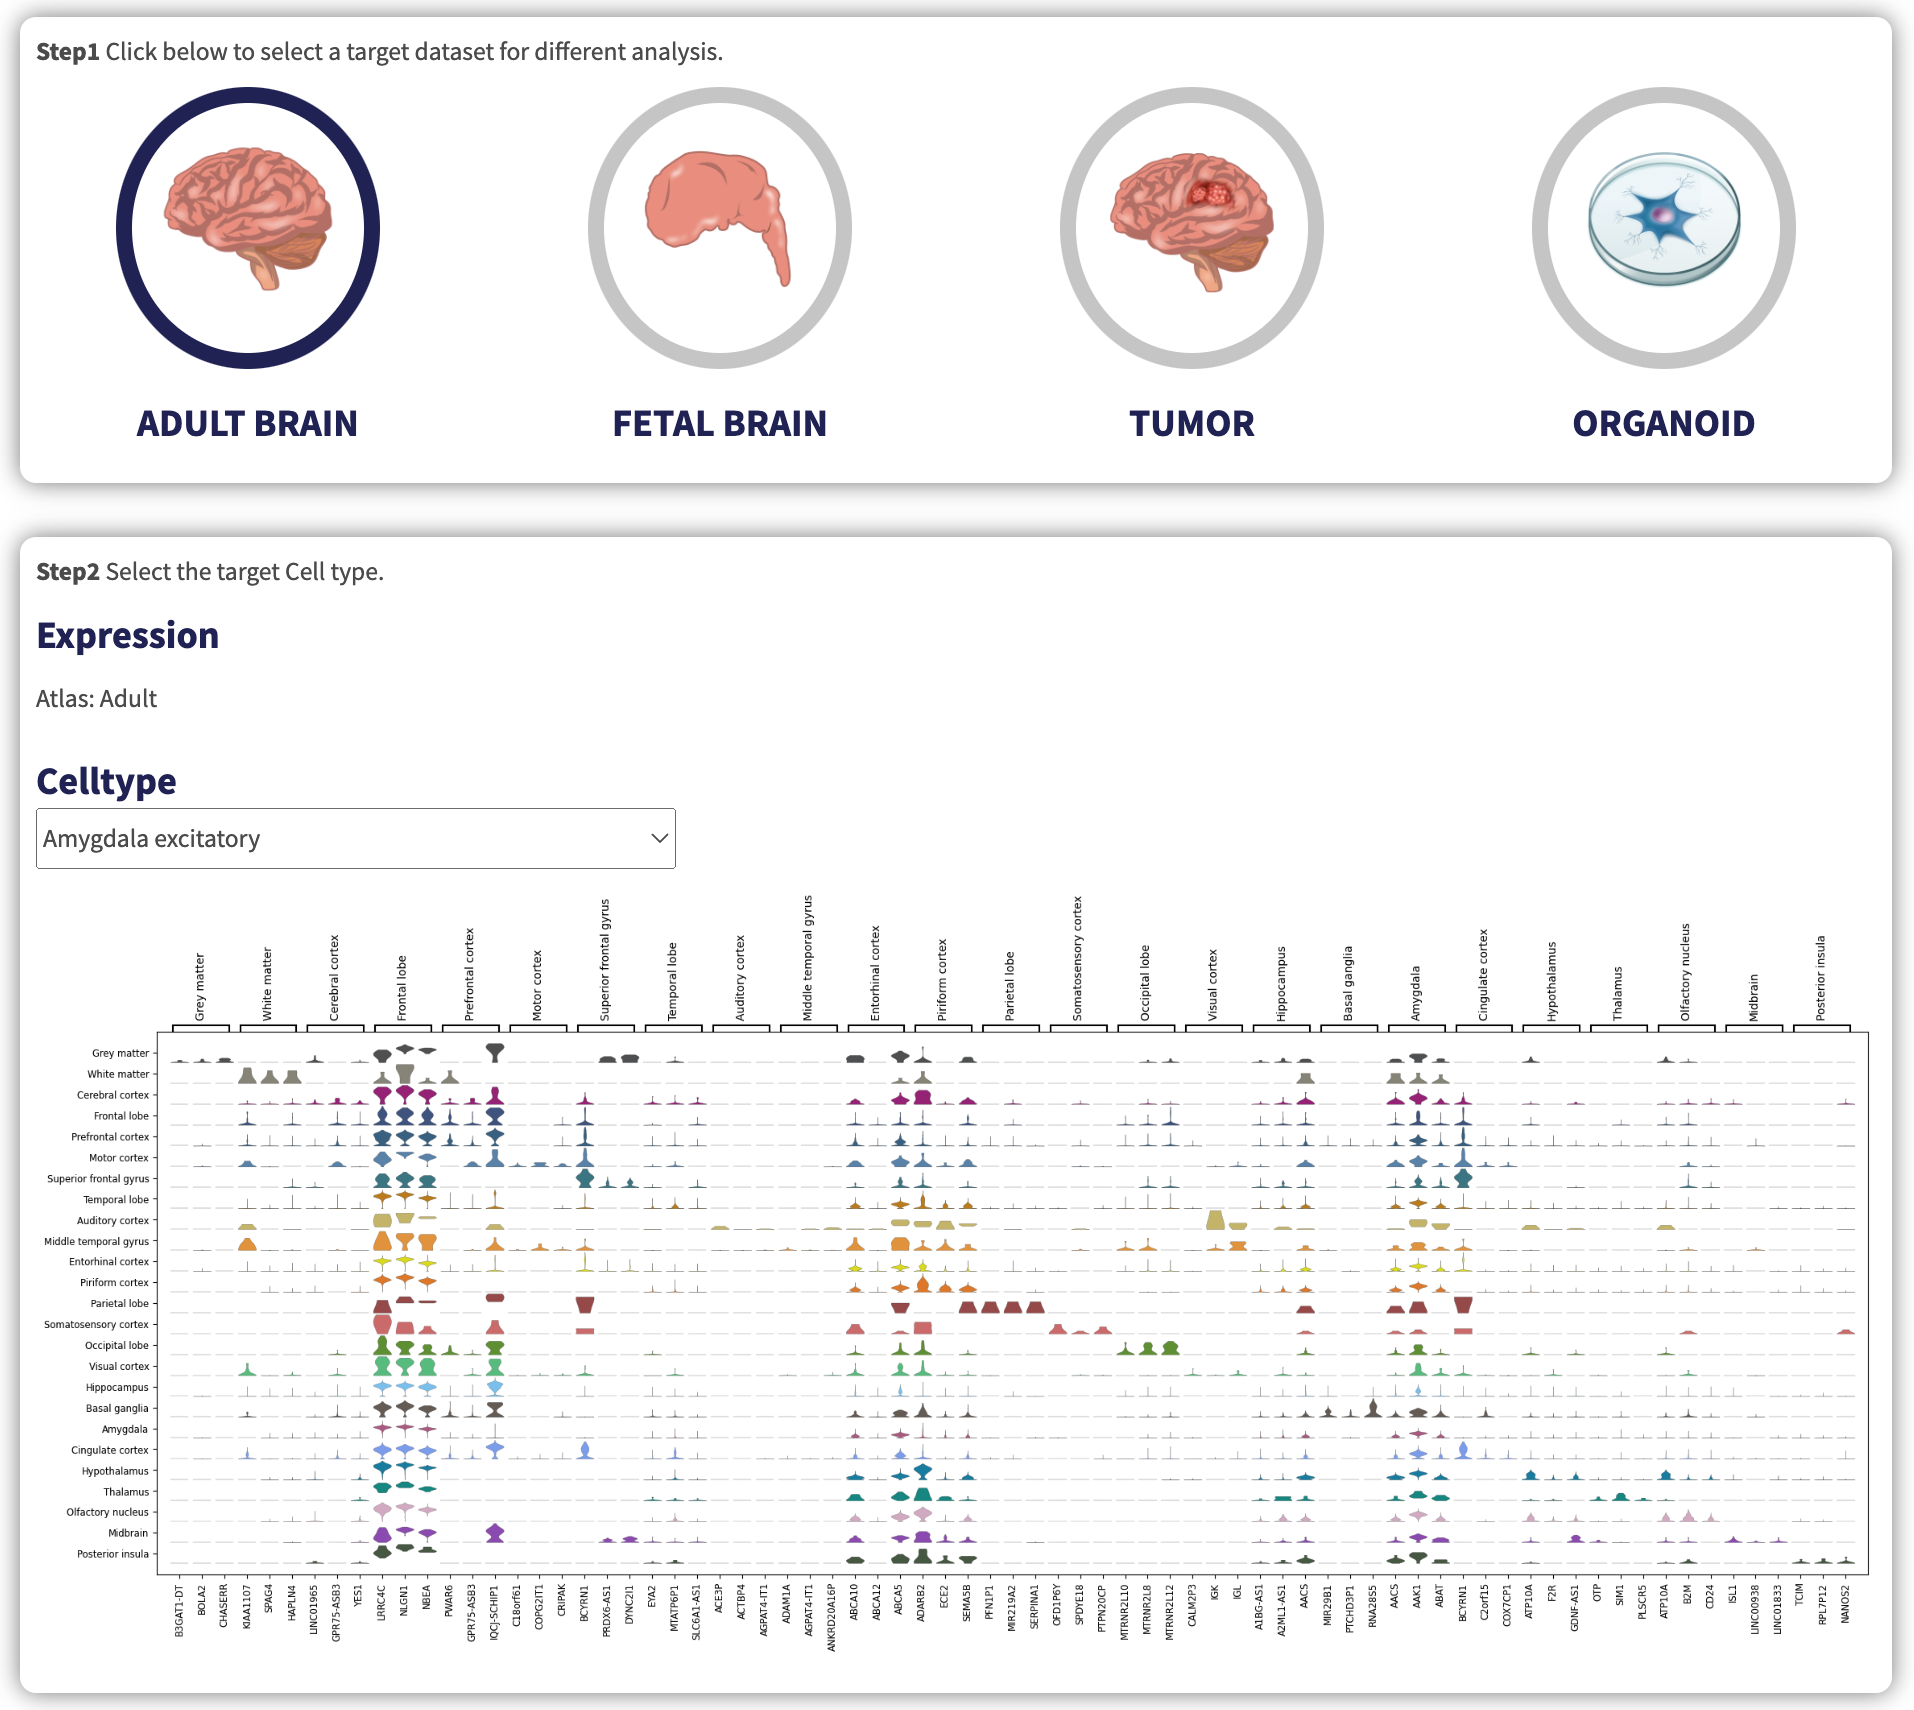 Step1 Click below to select a target dataset for different analysis.
ADULT BRAIN
FETAL BRAIN
TUMOR
ORGANOID
Step2 Select the target Cell type.
Expression
Atlas: Adult
Celltype
Amygdala excitatory
Grey matter
White matter
Cerebral cortex
Frontal lobe
Prefrontal cortex
Motor cortex
Superior frontal gyrus
Temporal lobe
Auditory cortex
Middle temporal gyrus
Entorhinal cortex
Piriform cortex
Parietal lobe
Somatosensory cortex
Occipital lobe
Visual cortex
Hippocampus
Basal ganglia
Amygdala
Cingulate cortex
Hypothalamus
Thalamus
Olfactory nucleus
Midbrain
Posterior insula
Grey matter
White matter
Cerebral cortex
Frontal lobe
Prefrontal cortex
Motor cortex
Superior frontal gyrus
Temporal lobe
Auditory cortex
Middle temporal gyrus
Entorhinal cortex
Piriform cortex
Parietal lobe
Somatosensory cortex
Occipital lobe
Visual cortex
Hippocampus
Basal ganglia
Amygdala
Cingulate cortex
Hypothalamus
Thalamus
Olfactory nucleus
Midbrain
Posterior insula
B3GAT1-DT
BOLA2
CHASERR
KIAA1107
SPAG4
HAPLN4
LINC01965
GPR75-ASB3
YES1
LRRC4C
NLGN1
NBEA
PWAR6
GPR75-ASB3
IQCJ-SCHIP1
C18orf61
COPG2IT1
CRIPAK
BCYRN1
PRDX6-AS1
DYNC2I1
EYA2
MTATP6P1
SLC6A1-AS1
ACE3P
ACTBP4
AGPAT4-IT1
ADAM1A
AGPAT4-IT1
ANKRD20A16P
ABCA10
ABCA12
ABCA5
ADARB2
ECE2
SEMA5B
PFN1P1
MIR219A2
SERPINA1
OFD1P6Y
SPDYE18
PTPN20CP
MTRNR2L10
MTRNR2L8
MTRNR2L12
CALM2P3
IGK
IGL
A1BG-AS1
A2ML1-AS1
AACS
MIR29B1
PTCHD3P1
RNA28S5
AACS
AAK1
ABAT
BCYRN1
C2orf15
COX7CP1
ATP10A
F2R
GDNF-AS1
OTP
SIM1
PLSCR5
ATP10A
B2M
CD24
ISL1
LINC00938
LINC01833
TCIM
RPL7P12
NANOS2